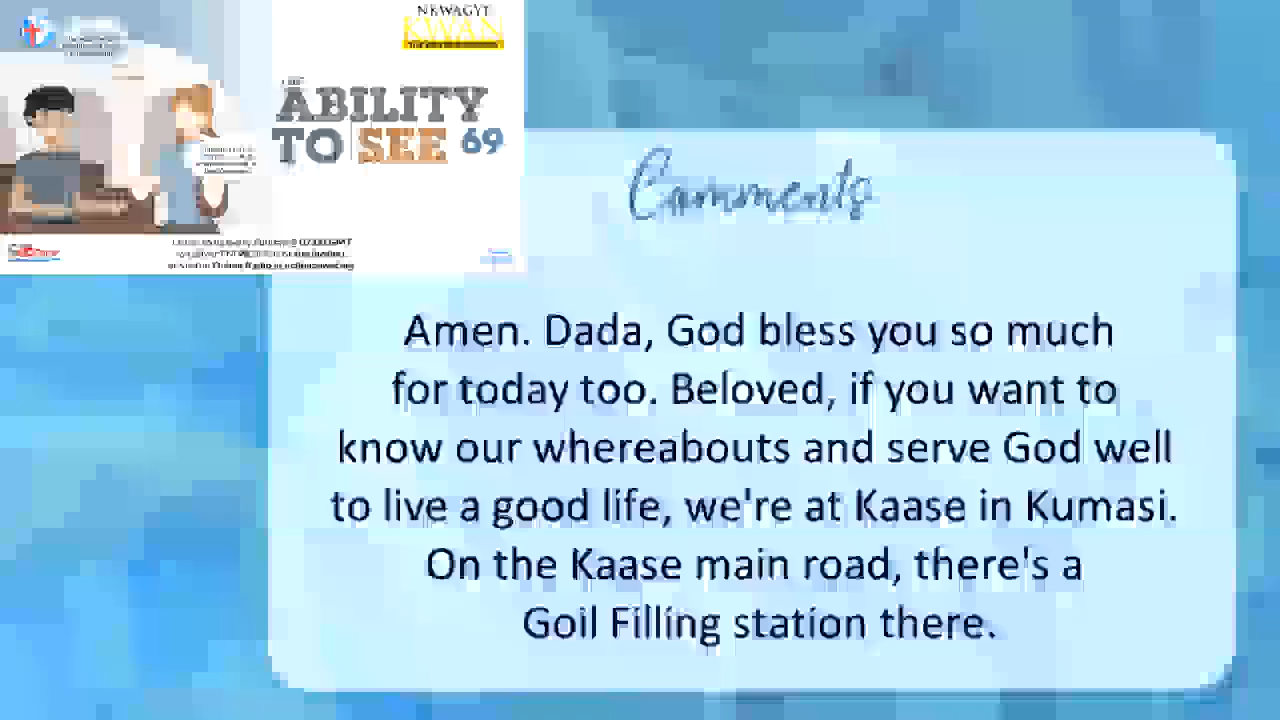 NKWAGYE
KWAN
THE
ABILITY
TO SEE 69
Comments
Amen. Dada, God bless you so much
for today too. Beloved, if you want to
know our whereabouts and serve God well
to live a good life, we're at Kaase in Kumasi.
On the Kaase main road, there's a
Goil Filling station there.